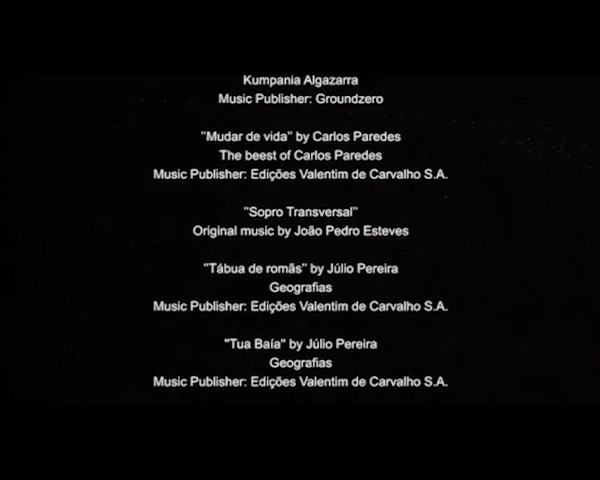 Kumpania Algazarra
Music Publisher: Groundzero
"Mudar de vida" by Carlos Paredes
The beest of Carlos Paredes
Music Publisher: Edições Valentim de Carvalho S.A.
"Sopro Transversal"
Original music by João Pedro Esteves
"Tábua de romãs" by Júlio Pereira
Geografias
Music Publisher: Edições Valentim de Carvalho S.A.
"Tua Baía" by Júlio Pereira
Geografias
Music Publisher: Edições Valentim de Carvalho S.A.